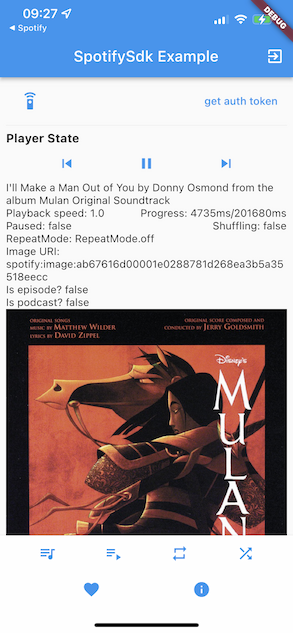 09:27
DEBUG
◀ Spotify
SpotifySdk Example
get auth token
Player State
I'll Make a Man Out of You by Donny Osmond from the
album Mulan Original Soundtrack
Playback speed: 1.0 Progress: 4735ms/201680ms
Paused: false Shuffling: false
RepeatMode: RepeatMode.off
Image URI:
spotify:image:ab67616d00001e0288781d268ea3b5a35
518eecc
Is episode? false
Is podcast? false
ORIGINAL SONGS
MUSIC BY MATTHEW WILDER
LYRICS BY DAVID ZIPPEL
ORIGINAL SCORE COMPOSED AND
CONDUCTED BY JERRY GOLDSMITH
DISNEY'S
MULAN